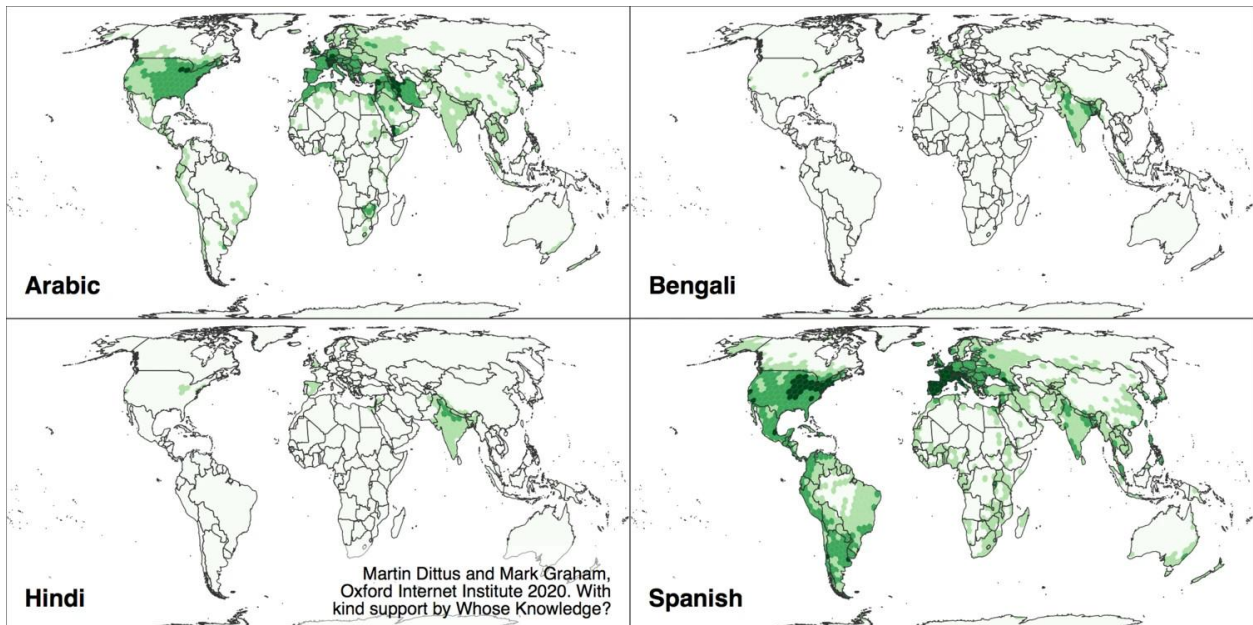 Arabic
Bengali
Hindi
Martin Dittus and Mark Graham,
Oxford Internet Institute 2020. With
kind support by Whose Knowledge?
Spanish